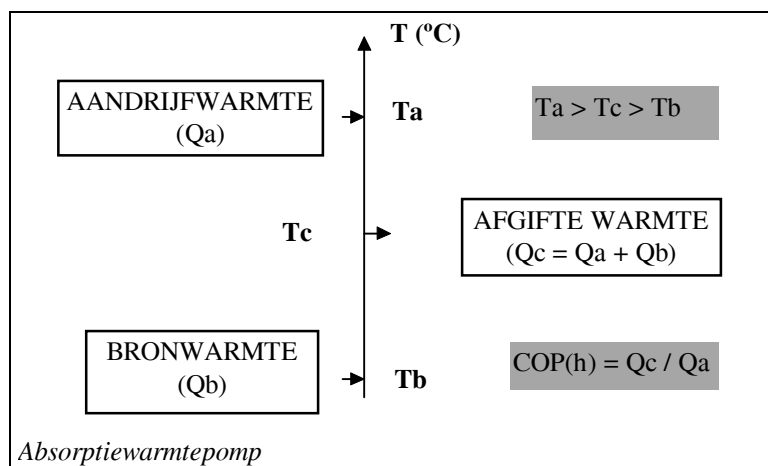 T (ºC)
AANDRIJFWARMTE
(Qa)
Ta
Ta > Tc > Tb
Tc
AFGIFTE WARMTE
(Qc = Qa + Qb)
BRONWARMTE
(Qb)
Tb
COP(h) = Qc / Qa
Absorptiewarmtepomp